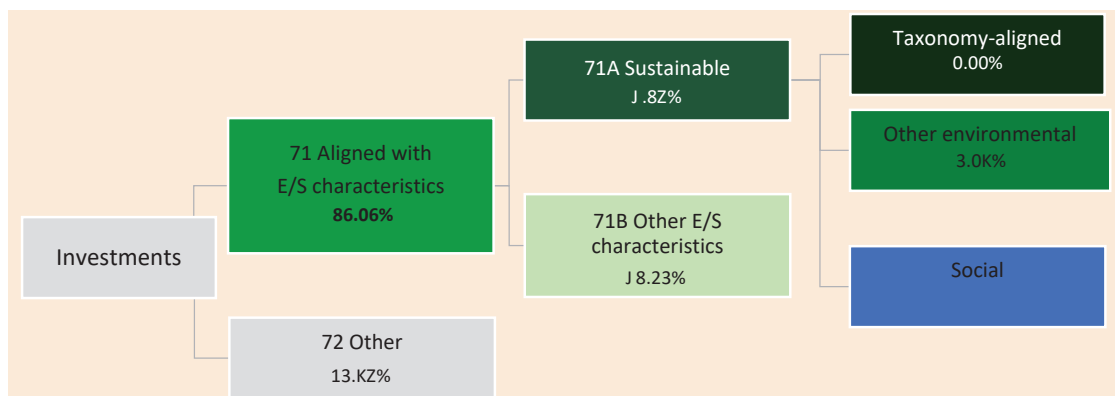 Investments
71 Aligned with
E/S characteristics
86.06%
72 Other
13.KZ%
71A Sustainable
J .8Z%
71B Other E/S
characteristics
J 8.23%
Taxonomy-aligned
0.00%
Other environmental
3.0K%
Social